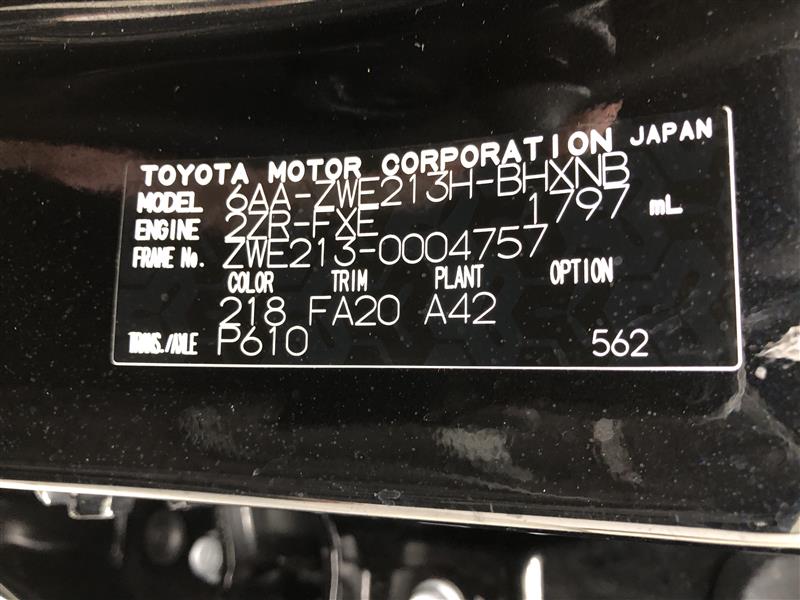 TOYOTA MOTOR CORPORATION JAPAN
MODEL 6AA-ZWE213H-BHXNB
ENGINE 2ZR-FXE 1797 mL
FRAME No. ZWE213-0004757
COLOR TRIM PLANT OPTION
218 FA20 A42
TRANS./AXLE P610 562